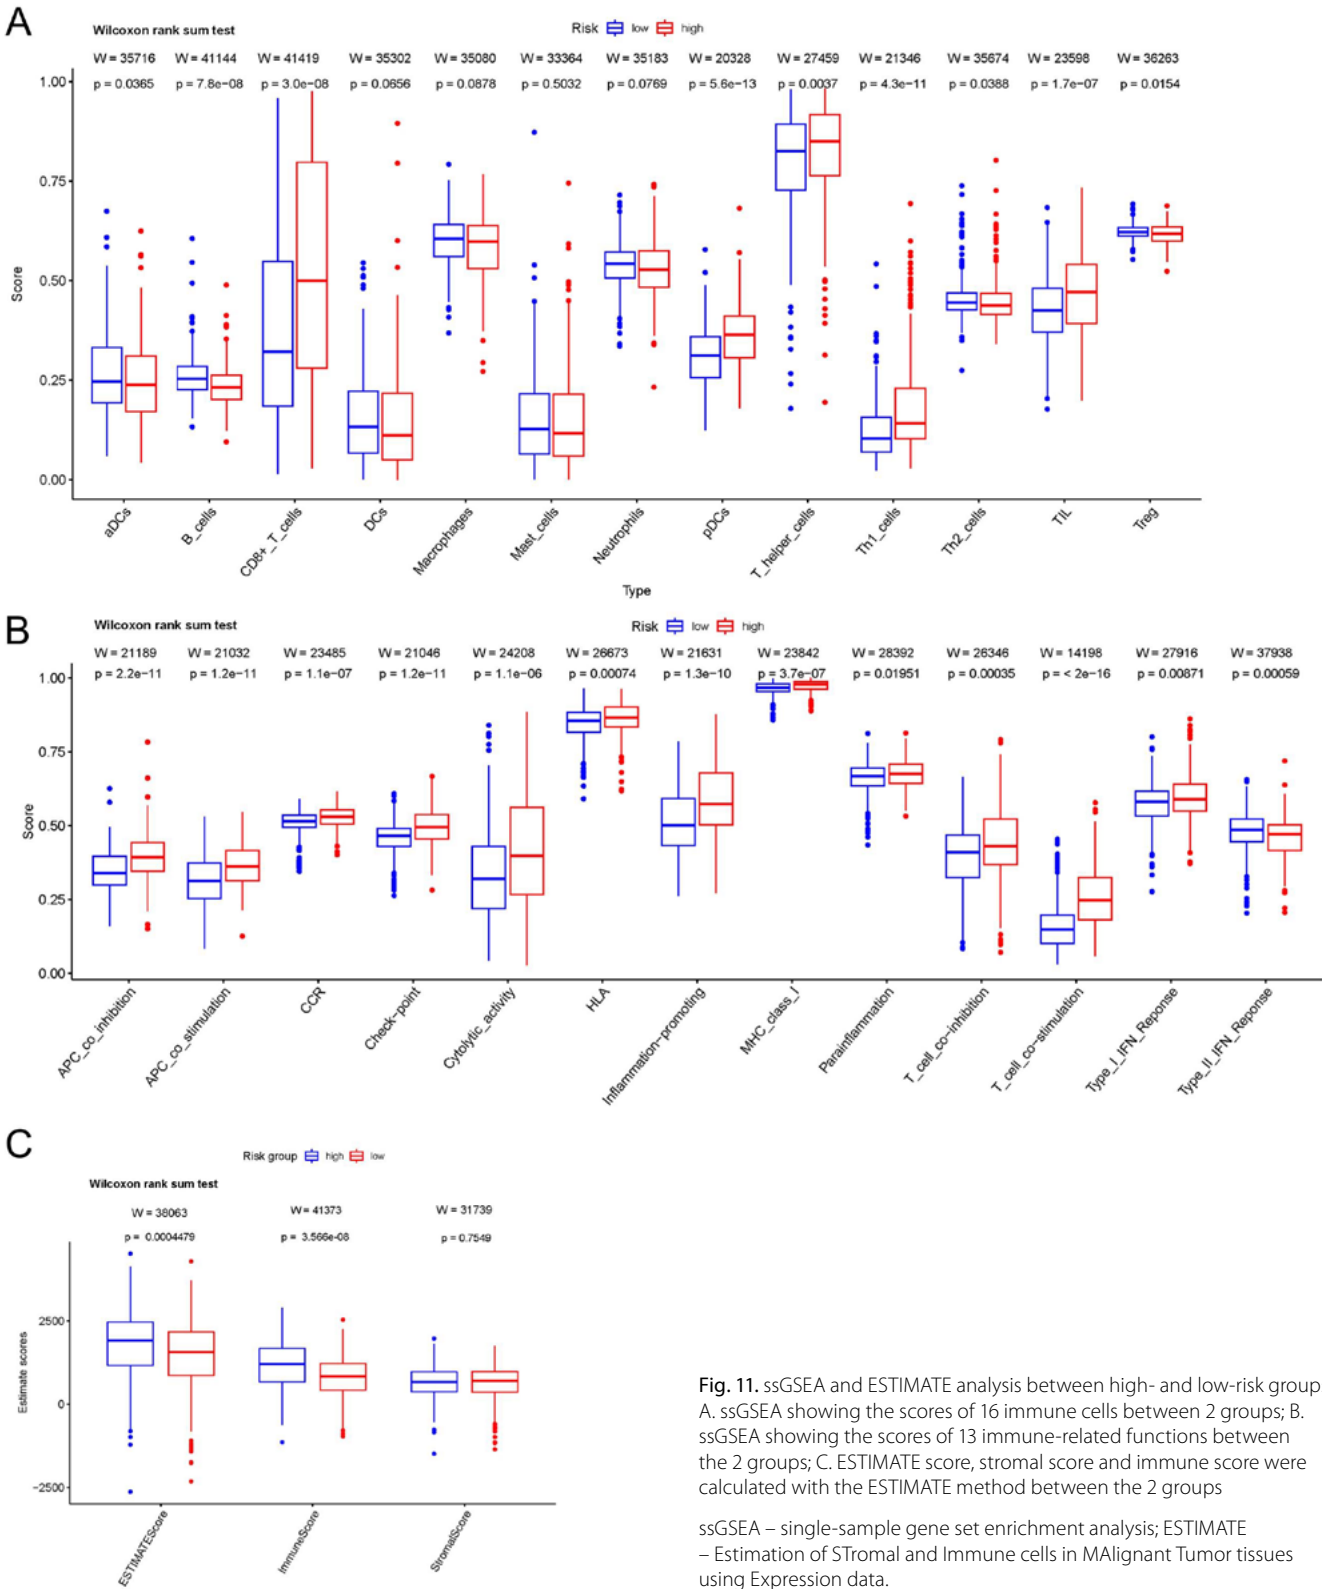 A
Wilcoxon rank sum test
Risk low high
W = 35716 W = 41144 W = 41419 W = 35302 W = 35080 W = 33364 W = 35183 W = 20328 W = 27459 W = 21346 W = 35674 W = 23598 W = 36263
p = 0.0365 p = 7.8e−08 p = 3.0e−08 p = 0.0656 p = 0.0878 p = 0.5032 p = 0.0769 p = 5.6e−13 p = 0.0037 p = 4.3e−11 p = 0.0388 p = 1.7e−07 p = 0.0154
1.00
0.75
0.50
0.25
0.00
Score
aDCs B_cells CD8+_T_cells DCs Macrophages Mast_cells Neutrophils pDCs T_helper_cells Th1_cells Th2_cells TIL Treg
Type
B
Wilcoxon rank sum test
Risk low high
W = 21189 W = 21032 W = 23485 W = 21046 W = 24208 W = 26673 W = 21631 W = 23842 W = 28392 W = 26346 W = 14198 W = 27916 W = 37938
p = 2.2e−11 p = 1.2e−11 p = 1.1e−07 p = 1.2e−11 p = 1.1e−06 p = 0.00074 p = 1.3e−10 p = 3.7e−07 p = 0.01951 p = 0.00035 p = < 2e−16 p = 0.00871 p = 0.00059
1.00
0.75
0.50
0.25
0.00
Score
APC_co_inhibition APC_co_stimulation CCR Check−point Cytolytic_activity HLA Inflammation−promoting MHC_class_I Parainflammation T_cell_co−inhibition T_cell_co−stimulation Type_I_IFN_Reponse Type_II_IFN_Reponse
C
Risk group high low
Wilcoxon rank sum test
W = 38063 W = 41373 W = 31739
p = 0.0004479 p = 3.566e−08 p = 0.7549
2500
0
−2500
Estimate scores
ESTIMATEScore ImmuneScore StromalScore
Fig. 11. ssGSEA and ESTIMATE analysis between high- and low-risk group.
A. ssGSEA showing the scores of 16 immune cells between 2 groups; B.
ssGSEA showing the scores of 13 immune-related functions between
the 2 groups; C. ESTIMATE score, stromal score and immune score were
calculated with the ESTIMATE method between the 2 groups
ssGSEA – single-sample gene set enrichment analysis; ESTIMATE
– Estimation of STromal and Immune cells in MAlignant Tumor tissues
using Expression data.